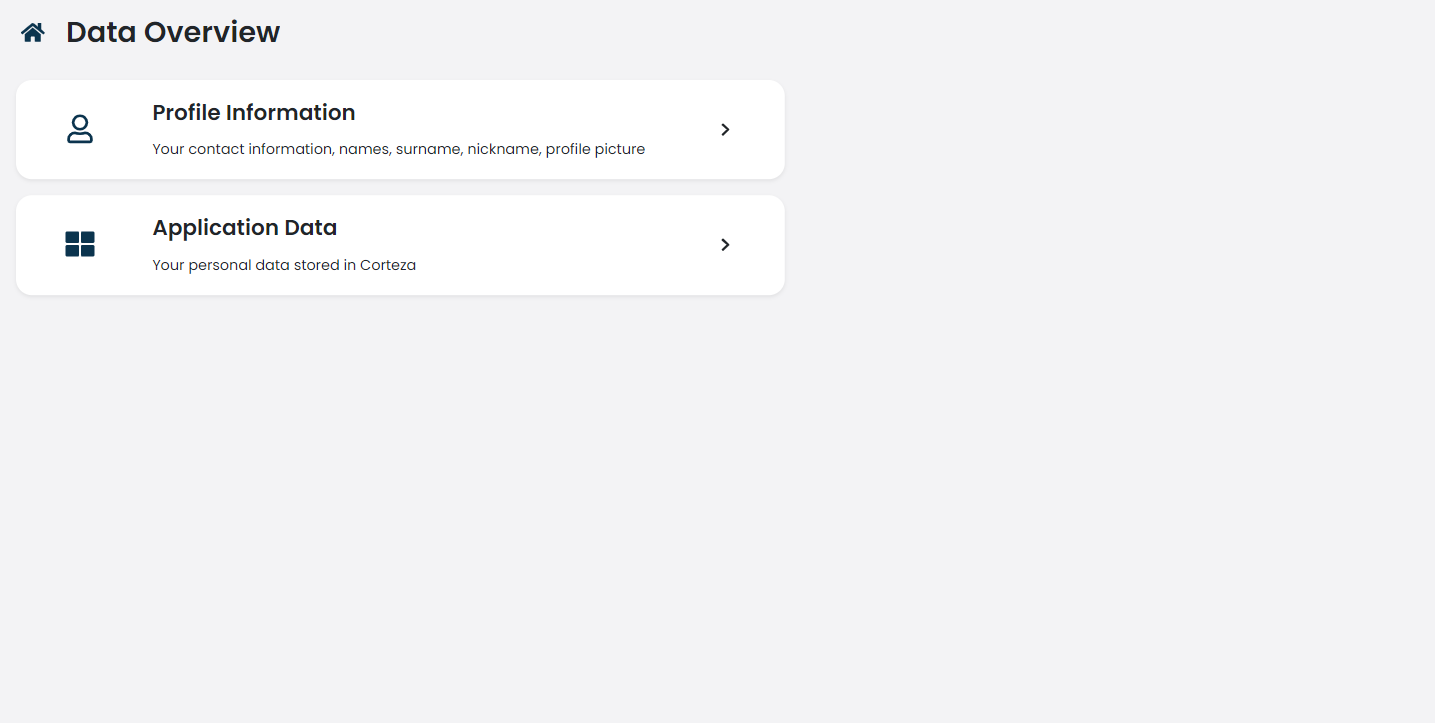 Data Overview
Profile Information
Your contact information, names, surname, nickname, profile picture
Application Data
Your personal data stored in Corteza